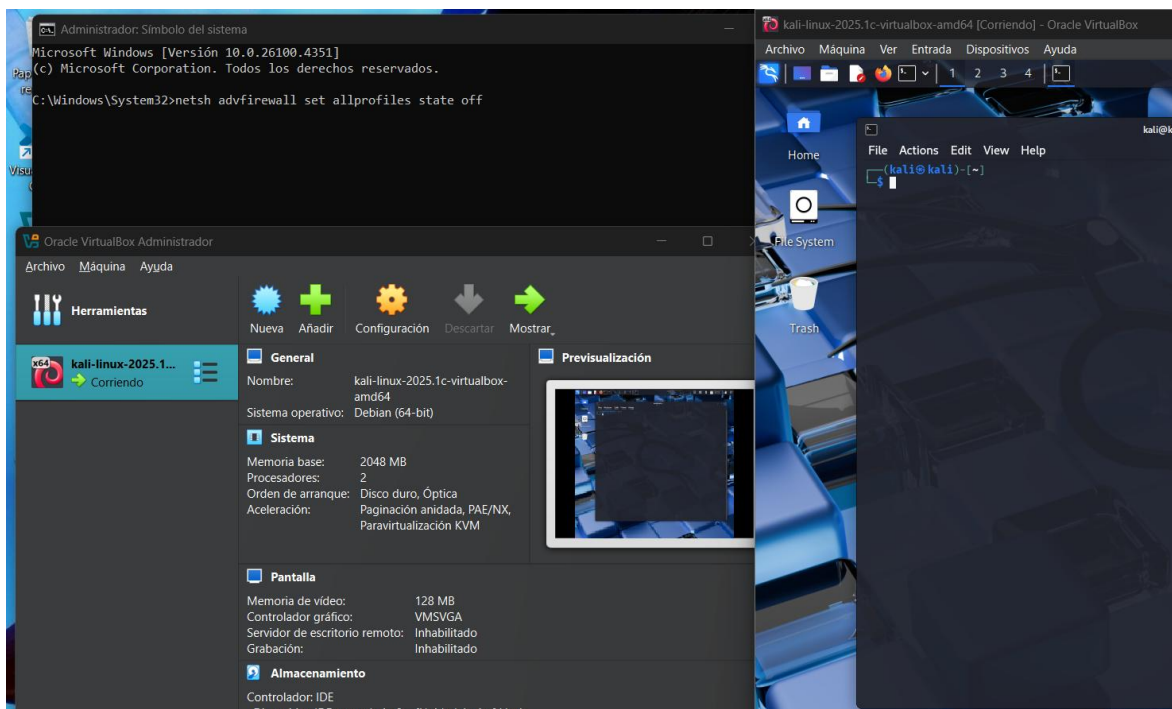 Administrador: Símbolo del sistema
Microsoft Windows [Versión 10.0.26100.4351]
(c) Microsoft Corporation. Todos los derechos reservados.
C:\Windows\System32>netsh advfirewall set allprofiles state off
Oracle VirtualBox Administrador
Archivo Máquina Ayuda
Herramientas
Nueva Añadir Configuración Descartar Mostrar
x64
kali-linux-2025.1...
Corriendo
General
Nombre: kali-linux-2025.1c-virtualbox-
amd64
Sistema operativo: Debian (64-bit)
Sistema
Memoria base: 2048 MB
Procesadores: 2
Orden de arranque: Disco duro, Óptica
Aceleración: Paginación anidada, PAE/NX,
Paravirtualización KVM
Pantalla
Memoria de vídeo: 128 MB
Controlador gráfico: VMSVGA
Servidor de escritorio remoto: Inhabilitado
Grabación: Inhabilitado
Almacenamiento
Controlador: IDE
Previsualización
kali-linux-2025.1c-virtualbox-amd64 [Corriendo] - Oracle VirtualBox
Archivo Máquina Ver Entrada Dispositivos Ayuda
1 2 3 4
Home
File System
Trash
kali@k
File Actions Edit View Help
(kali㉿kali)-[~]
$